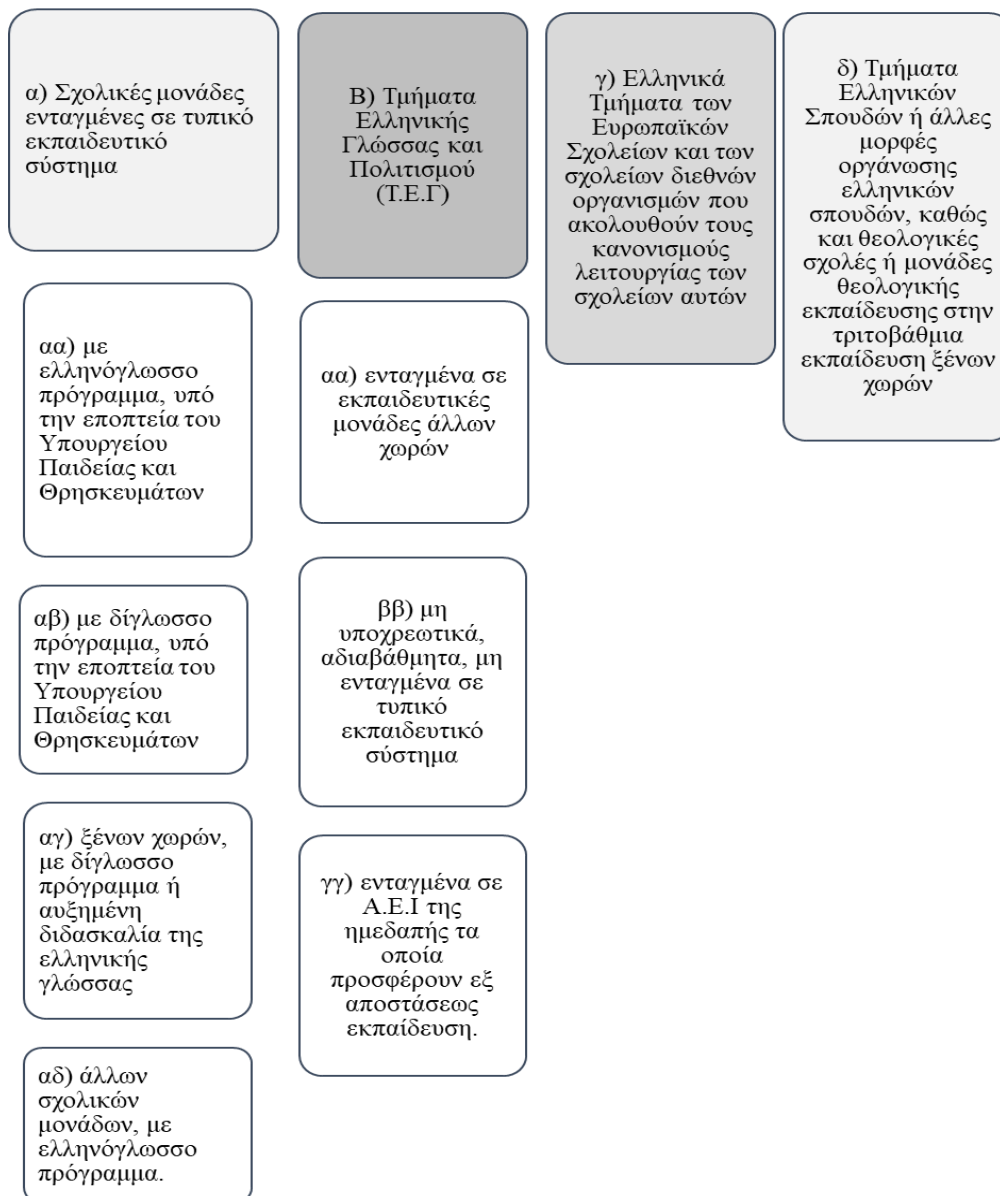 α) Σχολικές μονάδες
ενταγμένες σε τυπικό
εκπαιδευτικό
σύστημα
αα) με
ελληνόγλωσσο
πρόγραμμα, υπό
την εποπτεία του
Υπουργείου
Παιδείας και
Θρησκευμάτων
αβ) με δίγλωσσο
πρόγραμμα, υπό
την εποπτεία του
Υπουργείου
Παιδείας και
Θρησκευμάτων
αγ) ξένων χωρών,
με δίγλωσσο
πρόγραμμα ή
αυξημένη
διδασκαλία της
ελληνικής
γλώσσας
αδ) άλλων
σχολικών
μονάδων, με
ελληνόγλωσσο
πρόγραμμα.
Β) Τμήματα
Ελληνικής
Γλώσσας και
Πολιτισμού
(Τ.Ε.Γ)
αα) ενταγμένα σε
εκπαιδευτικές
μονάδες άλλων
χωρών
ββ) μη
υποχρεωτικά,
αδιαβάθμητα, μη
ενταγμένα σε
τυπικό
εκπαιδευτικό
σύστημα
γγ) ενταγμένα σε
Α.Ε.Ι της
ημεδαπής τα
οποία
προσφέρουν εξ
αποστάσεως
εκπαίδευση.
γ) Ελληνικά
Τμήματα των
Ευρωπαϊκών
Σχολείων και των
σχολείων διεθνών
οργανισμών που
ακολουθούν τους
κανονισμούς
λειτουργίας των
σχολείων αυτών
δ) Τμήματα
Ελληνικών
Σπουδών ή άλλες
μορφές
οργάνωσης
ελληνικών
σπουδών, καθώς
και θεολογικές
σχολές ή μονάδες
θεολογικής
εκπαίδευσης στην
τριτοβάθμια
εκπαίδευση ξένων
χωρών